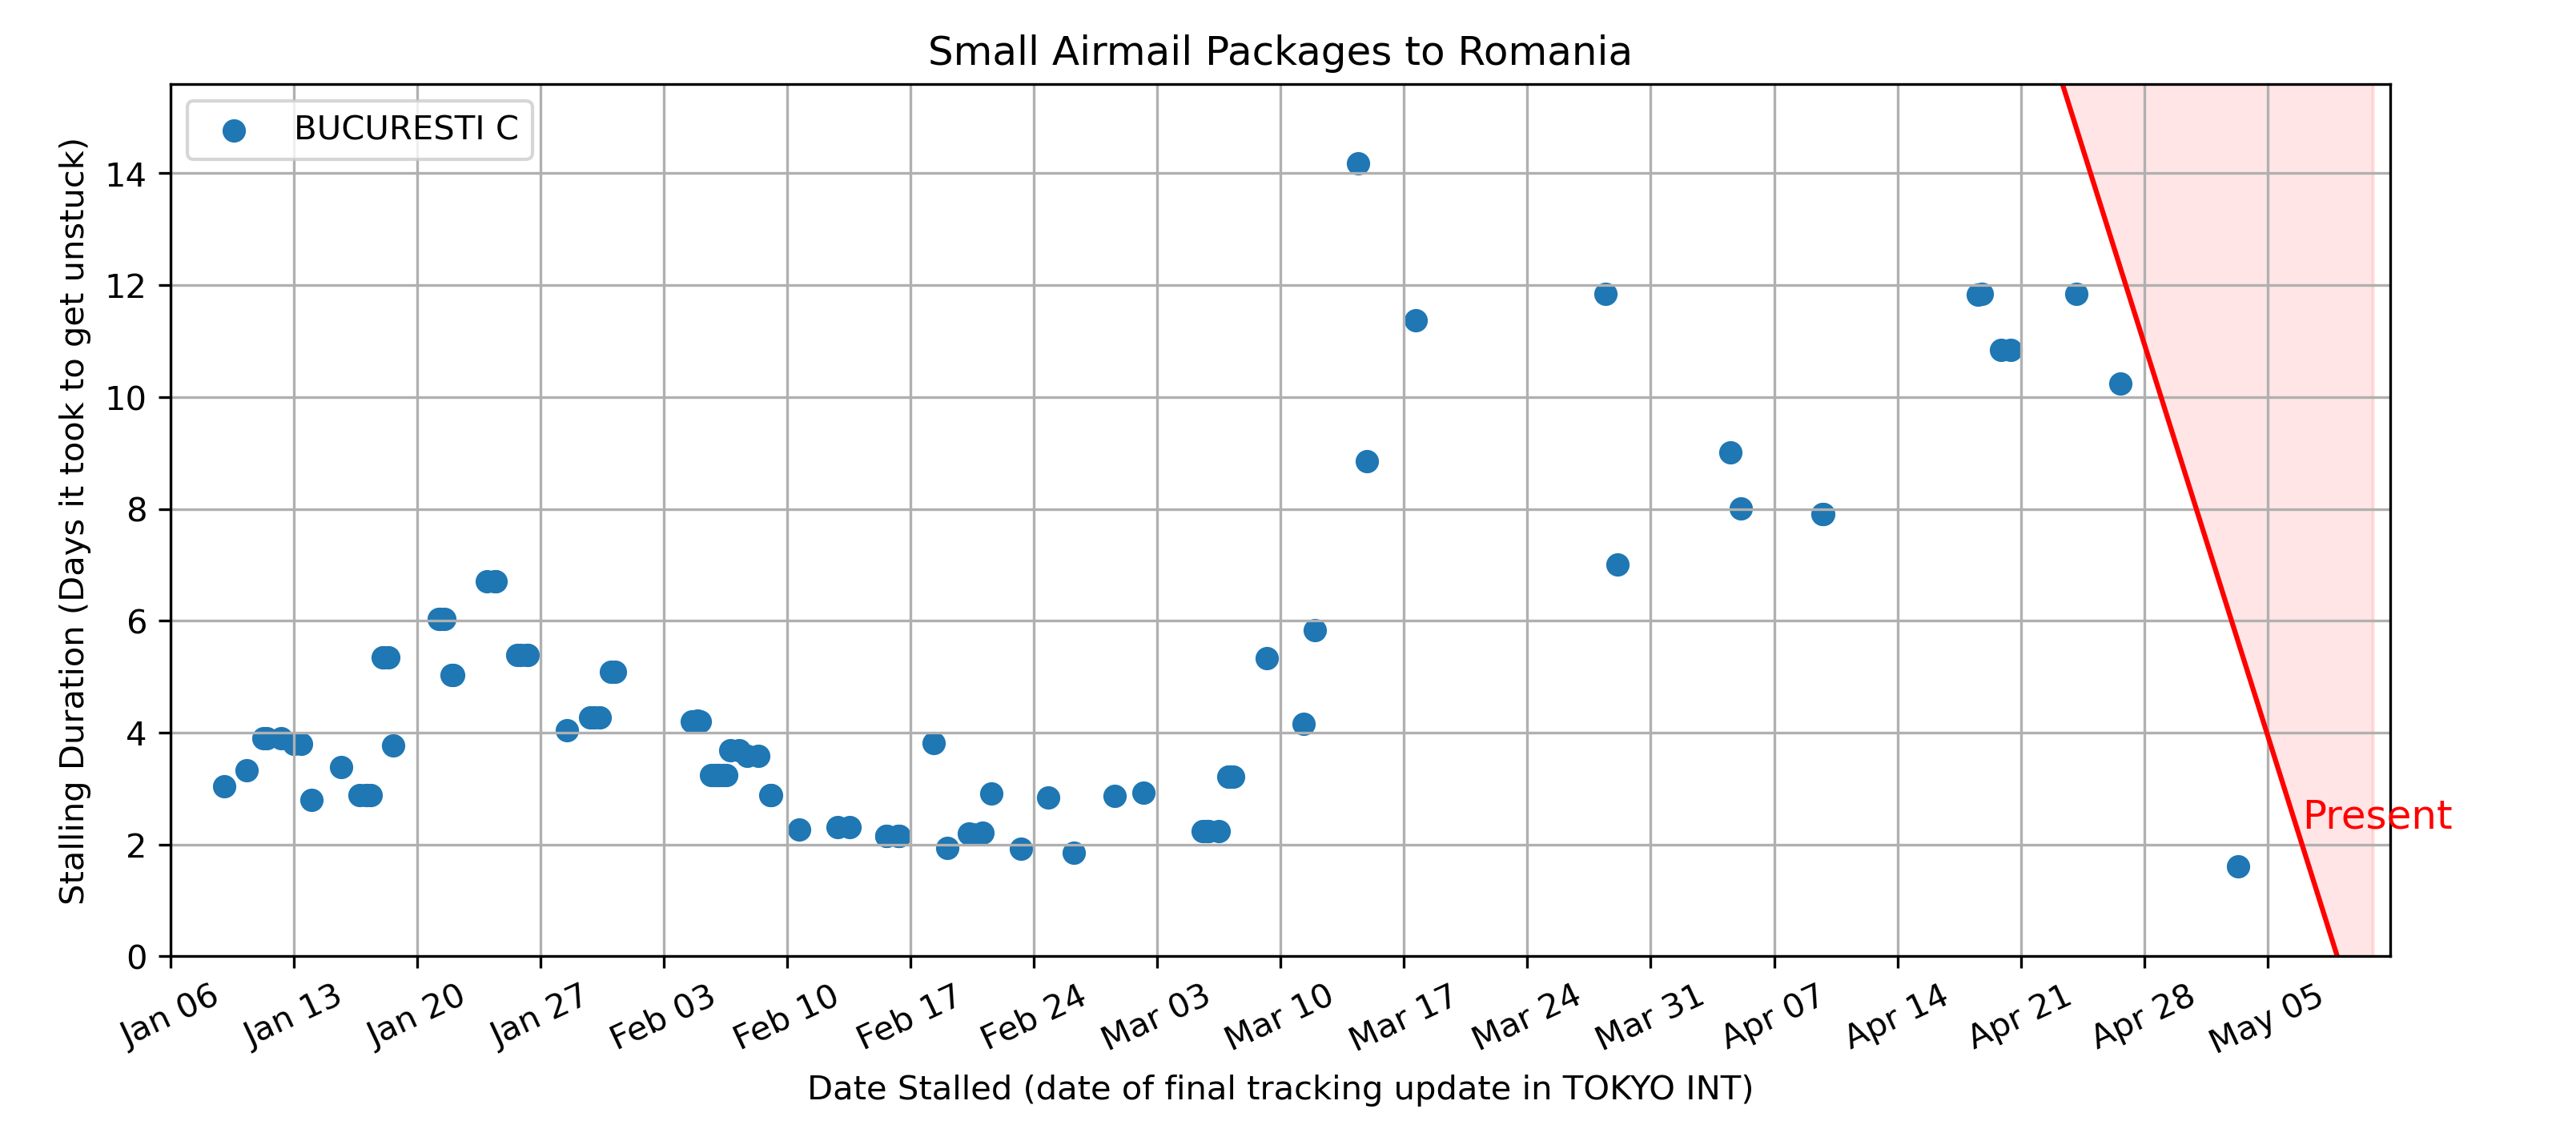 Small Airmail Packages to Romania
BUCURESTI C
Stalling Duration (Days it took to get unstuck)
14
12
10
8
6
4
2
0
Present
Jan 06
Jan 13
Jan 20
Jan 27
Feb 03
Feb 10
Feb 17
Feb 24
Mar 03
Mar 10
Mar 17
Mar 24
Mar 31
Apr 07
Apr 14
Apr 21
Apr 28
May 05
Date Stalled (date of final tracking update in TOKYO INT)